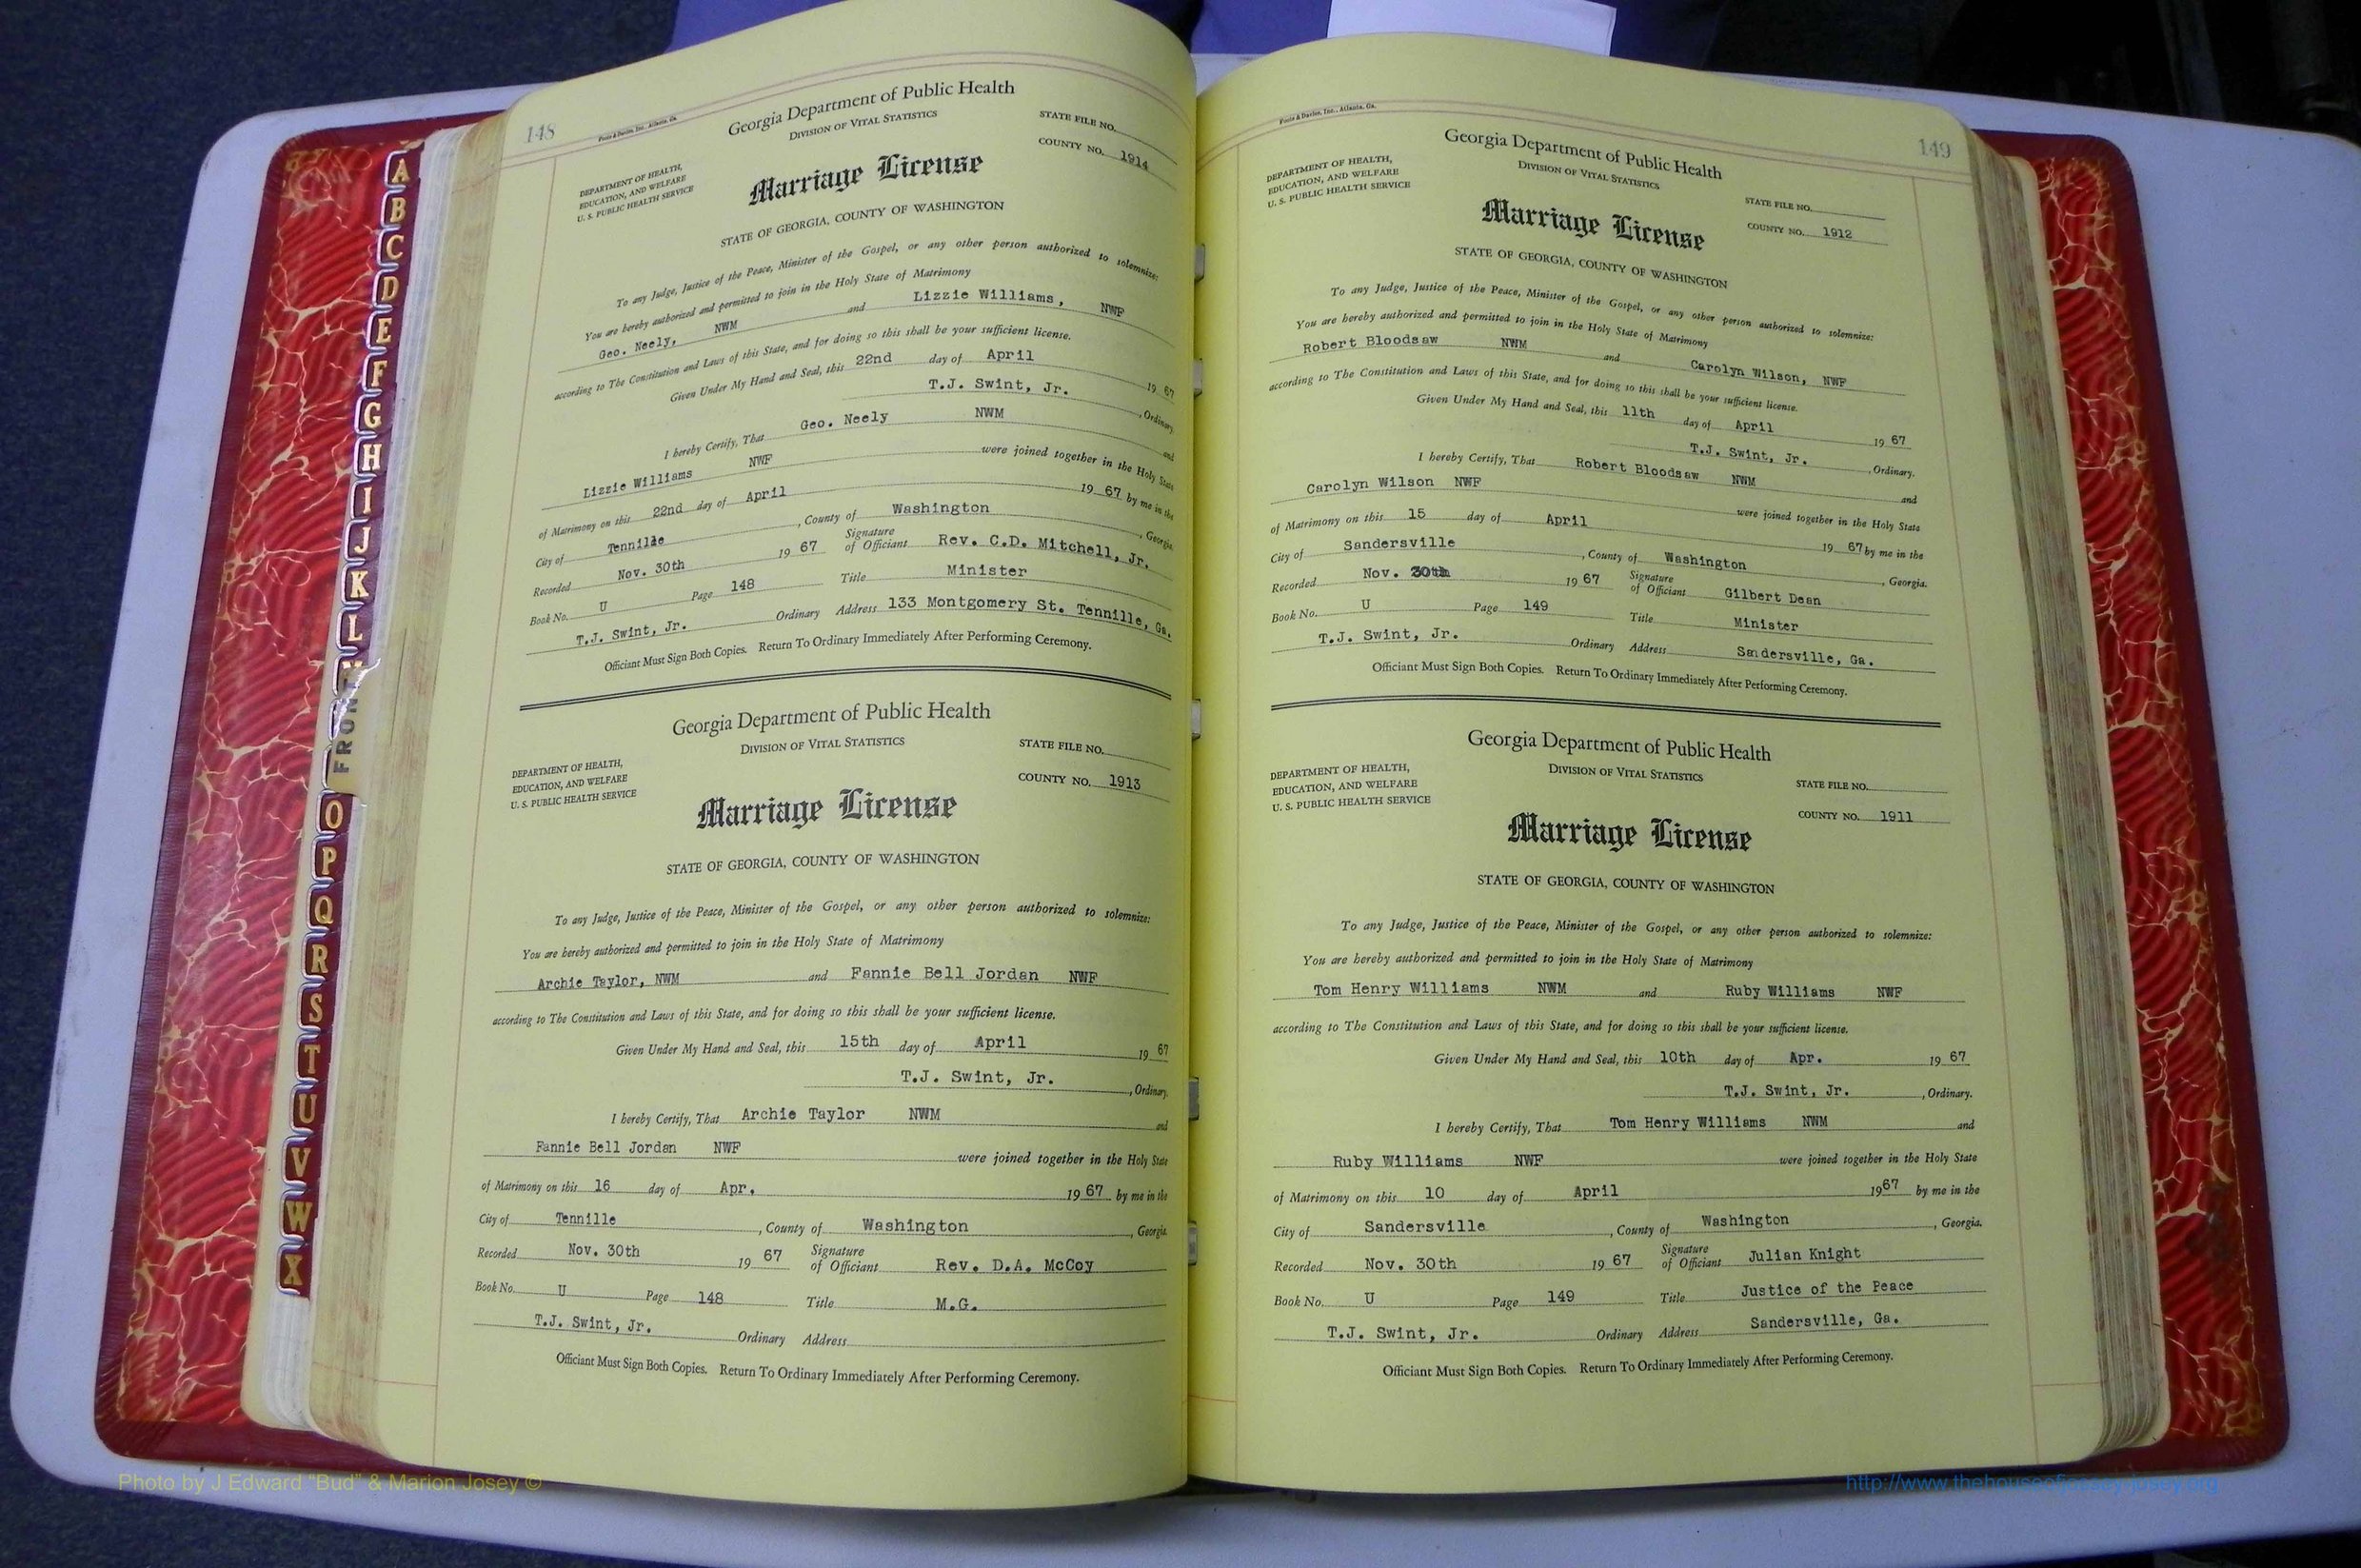 A
B
C
D
E
F
G
H
I
J
K
L
FRONT
O
P
Q
R
S
T
U
V
W
X
148
Foote & Davies, Inc., Atlanta, Ga.
Georgia Department of Public Health
DIVISION OF VITAL STATISTICS
STATE FILE NO.
COUNTY NO. 1914
DEPARTMENT OF HEALTH,
EDUCATION, AND WELFARE
U. S. PUBLIC HEALTH SERVICE
Marriage License
STATE OF GEORGIA, COUNTY OF WASHINGTON
To any Judge, Justice of the Peace, Minister of the Gospel, or any other person authorized to solemnize:
You are hereby authorized and permitted to join in the Holy State of Matrimony
Geo. Neely, NWM and Lizzie Williams, NWF
according to The Constitution and Laws of this State, and for doing so this shall be your sufficient license.
Given Under My Hand and Seal, this 22nd day of April 19 67
T.J. Swint, Jr. , Ordinary.
I hereby Certify, That Geo. Neely NWM and
Lizzie Williams NWF were joined together in the Holy State
of Matrimony on this 22nd day of April 19 67 by me in the
City of Tennille , County of Washington , Georgia.
Recorded Nov. 30th 19 67 Signature of Officiant Rev. C.D. Mitchell, Jr.
Book No. U Page 148 Title Minister
T.J. Swint, Jr. Ordinary Address 133 Montgomery St. Tennille, Ga.
Officiant Must Sign Both Copies. Return To Ordinary Immediately After Performing Ceremony.
Georgia Department of Public Health
DIVISION OF VITAL STATISTICS
STATE FILE NO.
DEPARTMENT OF HEALTH,
EDUCATION, AND WELFARE
U. S. PUBLIC HEALTH SERVICE
COUNTY NO. 1913
Marriage License
STATE OF GEORGIA, COUNTY OF WASHINGTON
To any Judge, Justice of the Peace, Minister of the Gospel, or any other person authorized to solemnize:
You are hereby authorized and permitted to join in the Holy State of Matrimony
Archie Taylor, NWM and Fannie Bell Jordan NWF
according to The Constitution and Laws of this State, and for doing so this shall be your sufficient license.
Given Under My Hand and Seal, this 15th day of April 19 67
T.J. Swint, Jr. , Ordinary.
I hereby Certify, That Archie Taylor NWM and
Fannie Bell Jordan NWF were joined together in the Holy State
of Matrimony on this 16 day of Apr. 19 67 by me in the
City of Tennille , County of Washington , Georgia.
Recorded Nov. 30th 19 67 Signature of Officiant Rev. D.A. McCoy
Book No. U Page 148 Title M.G.
T.J. Swint, Jr. Ordinary Address
Officiant Must Sign Both Copies. Return To Ordinary Immediately After Performing Ceremony.
149
Foote & Davies, Inc., Atlanta, Ga.
Georgia Department of Public Health
DIVISION OF VITAL STATISTICS
DEPARTMENT OF HEALTH,
EDUCATION, AND WELFARE
U. S. PUBLIC HEALTH SERVICE
STATE FILE NO.
COUNTY NO. 1912
Marriage License
STATE OF GEORGIA, COUNTY OF WASHINGTON
To any Judge, Justice of the Peace, Minister of the Gospel, or any other person authorized to solemnize:
You are hereby authorized and permitted to join in the Holy State of Matrimony
Robert Bloodsaw NWM and Carolyn Wilson, NWF
according to The Constitution and Laws of this State, and for doing so this shall be your sufficient license.
Given Under My Hand and Seal, this 11th day of April 19 67
T.J. Swint, Jr. , Ordinary.
I hereby Certify, That Robert Bloodsaw NWM and
Carolyn Wilson NWF were joined together in the Holy State
of Matrimony on this 15 day of April 19 67 by me in the
City of Sandersville , County of Washington , Georgia.
Recorded Nov. 30th 19 67 Signature of Officiant Gilbert Dean
Book No. U Page 149 Title Minister
T.J. Swint, Jr. Ordinary Address Sandersville, Ga.
Officiant Must Sign Both Copies. Return To Ordinary Immediately After Performing Ceremony.
Georgia Department of Public Health
DIVISION OF VITAL STATISTICS
DEPARTMENT OF HEALTH,
EDUCATION, AND WELFARE
U. S. PUBLIC HEALTH SERVICE
STATE FILE NO.
COUNTY NO. 1911
Marriage License
STATE OF GEORGIA, COUNTY OF WASHINGTON
To any Judge, Justice of the Peace, Minister of the Gospel, or any other person authorized to solemnize:
You are hereby authorized and permitted to join in the Holy State of Matrimony
Tom Henry Williams NWM and Ruby Williams NWF
according to The Constitution and Laws of this State, and for doing so this shall be your sufficient license.
Given Under My Hand and Seal, this 10th day of Apr. 19 67
T.J. Swint, Jr. , Ordinary.
I hereby Certify, That Tom Henry Williams NWM and
Ruby Williams NWF were joined together in the Holy State
of Matrimony on this 10 day of April 19 67 by me in the
City of Sandersville , County of Washington , Georgia.
Recorded Nov. 30th 19 67 Signature of Officiant Julian Knight
Book No. U Page 149 Title Justice of the Peace
T.J. Swint, Jr. Ordinary Address Sandersville, Ga.
Officiant Must Sign Both Copies. Return To Ordinary Immediately After Performing Ceremony.
Photo by J Edward "Bud" & Marion Josey ©